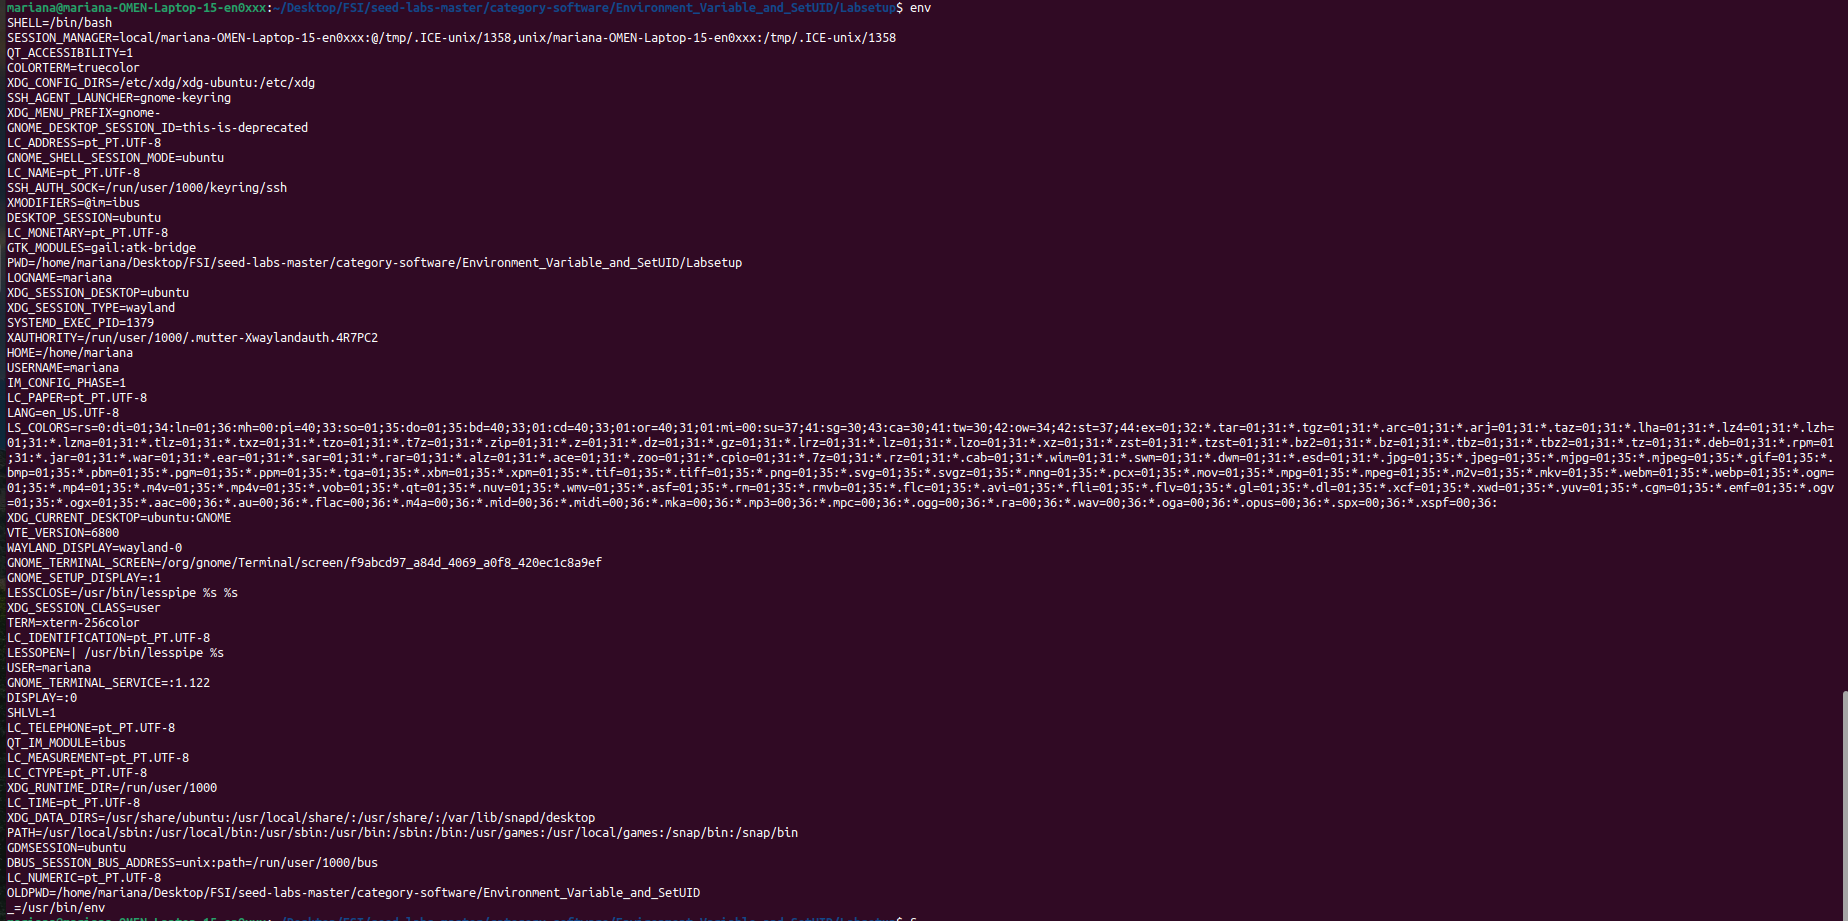 mariana@mariana-OMEN-Laptop-15-en0xxx:~/Desktop/FSI/seed-labs-master/category-software/Environment_Variable_and_SetUID/Labsetup$ env
SHELL=/bin/bash
SESSION_MANAGER=local/mariana-OMEN-Laptop-15-en0xxx:@/tmp/.ICE-unix/1358,unix/mariana-OMEN-Laptop-15-en0xxx:/tmp/.ICE-unix/1358
QT_ACCESSIBILITY=1
COLORTERM=truecolor
XDG_CONFIG_DIRS=/etc/xdg/xdg-ubuntu:/etc/xdg
SSH_AGENT_LAUNCHER=gnome-keyring
XDG_MENU_PREFIX=gnome-
GNOME_DESKTOP_SESSION_ID=this-is-deprecated
LC_ADDRESS=pt_PT.UTF-8
GNOME_SHELL_SESSION_MODE=ubuntu
LC_NAME=pt_PT.UTF-8
SSH_AUTH_SOCK=/run/user/1000/keyring/ssh
XMODIFIERS=@im=ibus
DESKTOP_SESSION=ubuntu
LC_MONETARY=pt_PT.UTF-8
GTK_MODULES=gail:atk-bridge
PWD=/home/mariana/Desktop/FSI/seed-labs-master/category-software/Environment_Variable_and_SetUID/Labsetup
LOGNAME=mariana
XDG_SESSION_DESKTOP=ubuntu
XDG_SESSION_TYPE=wayland
SYSTEMD_EXEC_PID=1379
XAUTHORITY=/run/user/1000/.mutter-Xwaylandauth.4R7PC2
HOME=/home/mariana
USERNAME=mariana
IM_CONFIG_PHASE=1
LC_PAPER=pt_PT.UTF-8
LANG=en_US.UTF-8
LS_COLORS=rs=0:di=01;34:ln=01;36:mh=00:pi=40;33:so=01;35:do=01;35:bd=40;33;01:cd=40;33;01:or=40;31;01:mi=00:su=37;41:sg=30;43:ca=30;41:tw=30;42:ow=34;42:st=37;44:ex=01;32:*.tar=01;31:*.tgz=01;31:*.arc=01;31:*.arj=01;31:*.taz=01;31:*.lha=01;31:*.lz4=01;31:*.lzh=
01;31:*.lzma=01;31:*.tlz=01;31:*.txz=01;31:*.tzo=01;31:*.t7z=01;31:*.zip=01;31:*.z=01;31:*.dz=01;31:*.gz=01;31:*.lrz=01;31:*.lz=01;31:*.lzo=01;31:*.xz=01;31:*.zst=01;31:*.tzst=01;31:*.bz2=01;31:*.bz=01;31:*.tbz=01;31:*.tbz2=01;31:*.tz=01;31:*.deb=01;31:*.rpm=01
;31:*.jar=01;31:*.war=01;31:*.ear=01;31:*.sar=01;31:*.rar=01;31:*.alz=01;31:*.ace=01;31:*.zoo=01;31:*.cpio=01;31:*.7z=01;31:*.rz=01;31:*.cab=01;31:*.wim=01;31:*.swm=01;31:*.dwm=01;31:*.esd=01;31:*.jpg=01;35:*.jpeg=01;35:*.mjpg=01;35:*.mjpeg=01;35:*.gif=01;35:*.
bmp=01;35:*.pbm=01;35:*.pgm=01;35:*.ppm=01;35:*.tga=01;35:*.xbm=01;35:*.xpm=01;35:*.tif=01;35:*.tiff=01;35:*.png=01;35:*.svg=01;35:*.svgz=01;35:*.mng=01;35:*.pcx=01;35:*.mov=01;35:*.mpg=01;35:*.mpeg=01;35:*.m2v=01;35:*.mkv=01;35:*.webm=01;35:*.webp=01;35:*.ogm=
01;35:*.mp4=01;35:*.m4v=01;35:*.mp4v=01;35:*.vob=01;35:*.qt=01;35:*.nuv=01;35:*.wmv=01;35:*.asf=01;35:*.rm=01;35:*.rmvb=01;35:*.flc=01;35:*.avi=01;35:*.fli=01;35:*.flv=01;35:*.gl=01;35:*.dl=01;35:*.xcf=01;35:*.xwd=01;35:*.yuv=01;35:*.cgm=01;35:*.emf=01;35:*.ogv
=01;35:*.ogx=01;35:*.aac=00;36:*.au=00;36:*.flac=00;36:*.m4a=00;36:*.mid=00;36:*.midi=00;36:*.mka=00;36:*.mp3=00;36:*.mpc=00;36:*.ogg=00;36:*.ra=00;36:*.wav=00;36:*.oga=00;36:*.opus=00;36:*.spx=00;36:*.xspf=00;36:
XDG_CURRENT_DESKTOP=ubuntu:GNOME
VTE_VERSION=6800
WAYLAND_DISPLAY=wayland-0
GNOME_TERMINAL_SCREEN=/org/gnome/Terminal/screen/f9abcd97_a84d_4069_a0f8_420ec1c8a9ef
GNOME_SETUP_DISPLAY=:1
LESSCLOSE=/usr/bin/lesspipe %s %s
XDG_SESSION_CLASS=user
TERM=xterm-256color
LC_IDENTIFICATION=pt_PT.UTF-8
LESSOPEN=| /usr/bin/lesspipe %s
USER=mariana
GNOME_TERMINAL_SERVICE=:1.122
DISPLAY=:0
SHLVL=1
LC_TELEPHONE=pt_PT.UTF-8
QT_IM_MODULE=ibus
LC_MEASUREMENT=pt_PT.UTF-8
LC_CTYPE=pt_PT.UTF-8
XDG_RUNTIME_DIR=/run/user/1000
LC_TIME=pt_PT.UTF-8
XDG_DATA_DIRS=/usr/share/ubuntu:/usr/local/share/:/usr/share/:/var/lib/snapd/desktop
PATH=/usr/local/sbin:/usr/local/bin:/usr/sbin:/usr/bin:/sbin:/bin:/usr/games:/usr/local/games:/snap/bin:/snap/bin
GDMSESSION=ubuntu
DBUS_SESSION_BUS_ADDRESS=unix:path=/run/user/1000/bus
LC_NUMERIC=pt_PT.UTF-8
OLDPWD=/home/mariana/Desktop/FSI/seed-labs-master/category-software/Environment_Variable_and_SetUID
_=/usr/bin/env